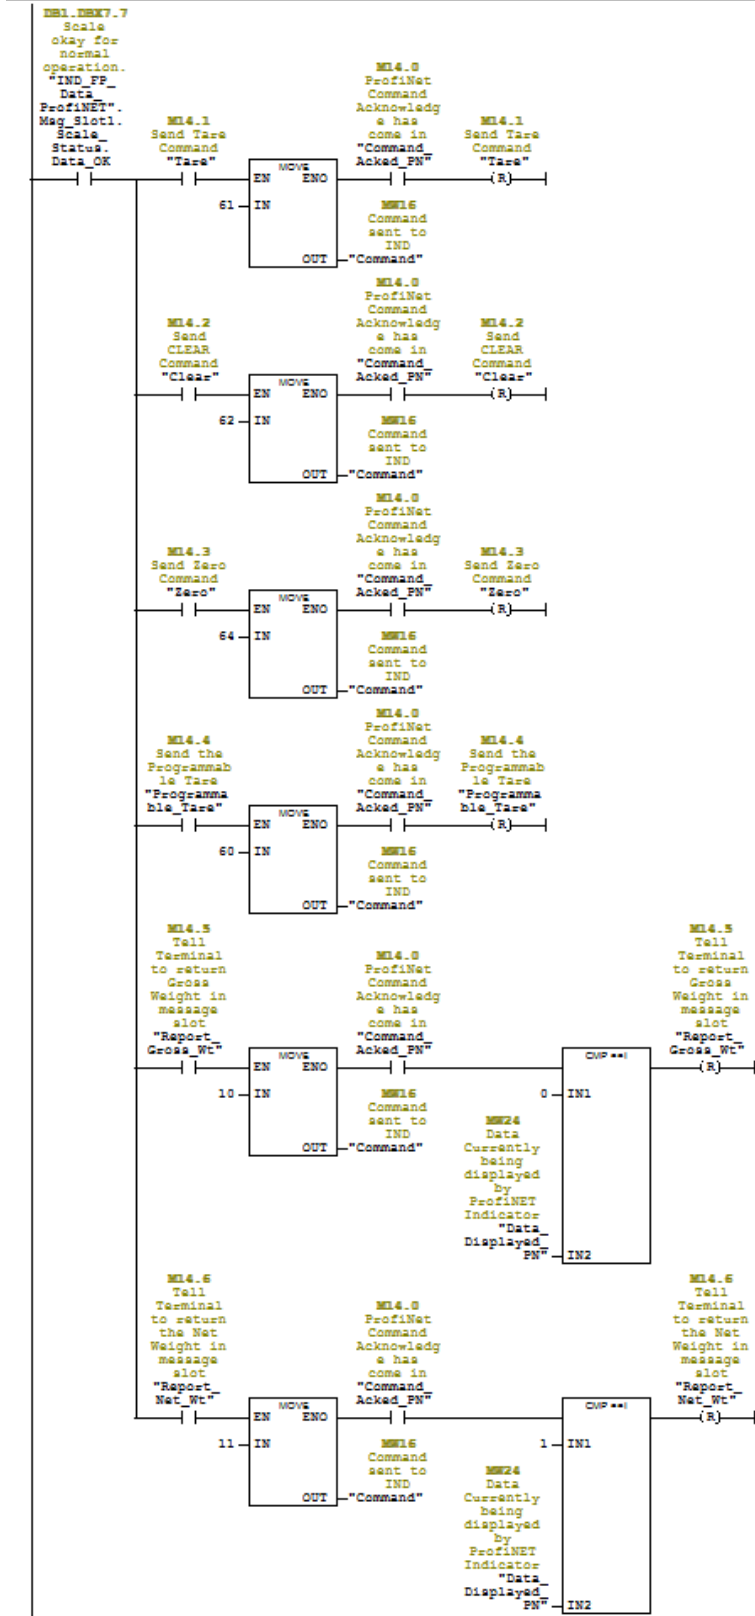 DB1.DBX7.7
Scale
okay for
normal
operation.
"IND_FP_
Data_
ProfiNET".
Msg_Slot1.
Scale_
Status.
Data_OK
M14.1
Send Tare
Command
"Tare"
MOVE
EN ENO
61 IN
OUT
M14.0
ProfiNet
Command
Acknowledg
e has
come in
"Command_
Acked_PN"
MW16
Command
sent to
IND
"Command"
M14.1
Send Tare
Command
"Tare"
(R)
M14.2
Send
CLEAR
Command
"Clear"
MOVE
EN ENO
62 IN
OUT
M14.0
ProfiNet
Command
Acknowledg
e has
come in
"Command_
Acked_PN"
MW16
Command
sent to
IND
"Command"
M14.2
Send
CLEAR
Command
"Clear"
(R)
M14.3
Send Zero
Command
"Zero"
MOVE
EN ENO
64 IN
OUT
M14.0
ProfiNet
Command
Acknowledg
e has
come in
"Command_
Acked_PN"
MW16
Command
sent to
IND
"Command"
M14.3
Send Zero
Command
"Zero"
(R)
M14.4
Send the
Programmab
le Tare
"Programma
ble_Tare"
MOVE
EN ENO
60 IN
OUT
M14.0
ProfiNet
Command
Acknowledg
e has
come in
"Command_
Acked_PN"
MW16
Command
sent to
IND
"Command"
M14.4
Send the
Programmab
le Tare
"Programma
ble_Tare"
(R)
M14.5
Tell
Terminal
to return
Gross
Weight in
message
slot
"Report_
Gross_Wt"
MOVE
EN ENO
10 IN
OUT
M14.0
ProfiNet
Command
Acknowledg
e has
come in
"Command_
Acked_PN"
MW16
Command
sent to
IND
"Command"
CMP ==I
0 IN1
MW24
Data
Currently
being
displayed
by
ProfiNET
Indicator
"Data_
Displayed_
PN" IN2
M14.5
Tell
Terminal
to return
Gross
Weight in
message
slot
"Report_
Gross_Wt"
(R)
M14.6
Tell
Terminal
to return
the Net
Weight in
message
slot
"Report_
Net_Wt"
MOVE
EN ENO
11 IN
OUT
M14.0
ProfiNet
Command
Acknowledg
e has
come in
"Command_
Acked_PN"
MW16
Command
sent to
IND
"Command"
CMP ==I
1 IN1
MW24
Data
Currently
being
displayed
by
ProfiNET
Indicator
"Data_
Displayed_
PN" IN2
M14.6
Tell
Terminal
to return
the Net
Weight in
message
slot
"Report_
Net_Wt"
(R)